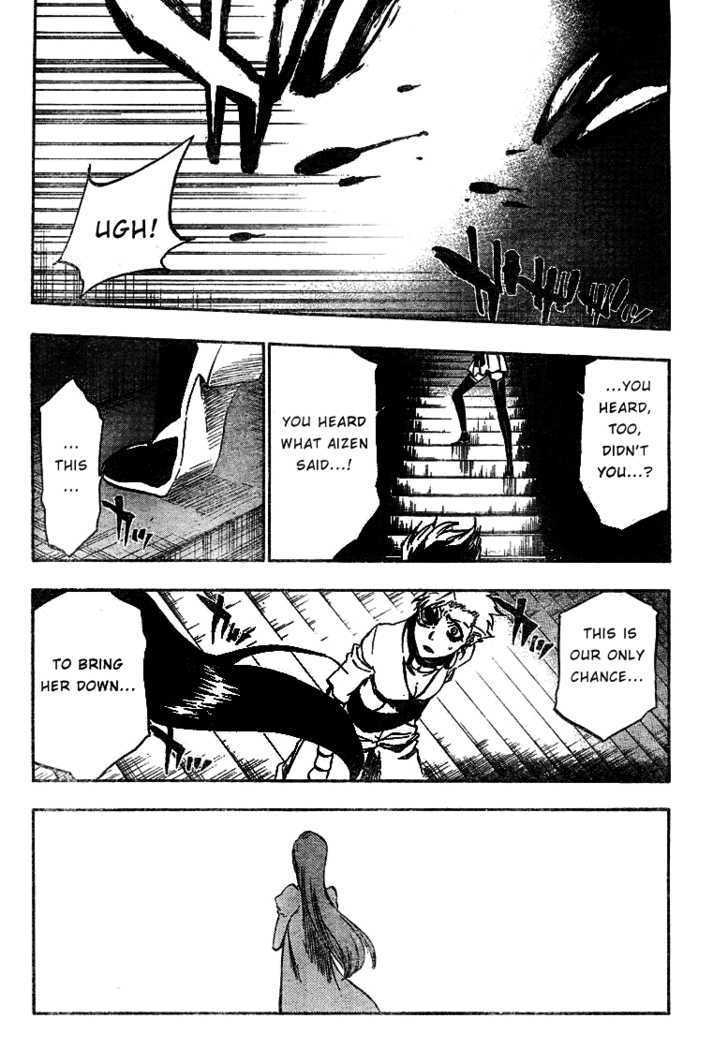 UGH!
...YOU
HEARD,
TOO,
DIDN'T
YOU...?
YOU HEARD
WHAT AIZEN
SAID...!
...
THIS
...
THIS IS
OUR ONLY
CHANCE...
TO BRING
HER DOWN...